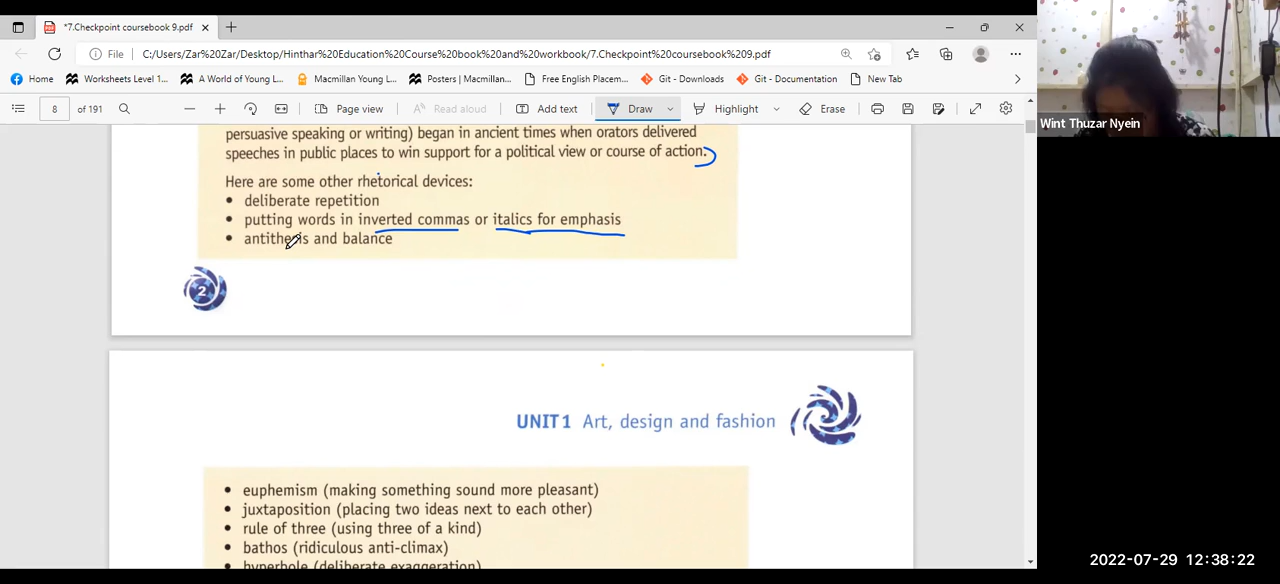 *7.Checkpoint coursebook 9.pdf
File
C:/Users/Zar%20Zar/Desktop/Hinthar%20Education%20Course%20book%20and%20workbook/7.Checkpoint%20coursebook%209.pdf
Home
Worksheets Level 1...
A World of Young L...
Macmillan Young L...
Posters | Macmillan...
Free English Placem...
Git - Downloads
Git - Documentation
New Tab
8
of 191
Page view
Read aloud
Add text
Draw
Highlight
Erase
Wint Thuzar Nyein
persuasive speaking or writing) began in ancient times when orators delivered
speeches in public places to win support for a political view or course of action.
Here are some other rhetorical devices:
• deliberate repetition
• putting words in inverted commas or italics for emphasis
• antithesis and balance
2
UNIT 1 Art, design and fashion
• euphemism (making something sound more pleasant)
• juxtaposition (placing two ideas next to each other)
• rule of three (using three of a kind)
• bathos (ridiculous anti-climax)
• hyperbole (deliberate exaggeration)
2022-07-29 12:38:22